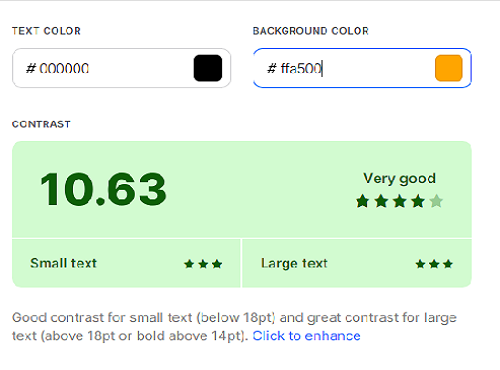 TEXT COLOR
BACKGROUND COLOR
# 000000
# ffa500
CONTRAST
10.63
Very good
Small text
Large text
Good contrast for small text (below 18pt) and great contrast for large
text (above 18pt or bold above 14pt). Click to enhance